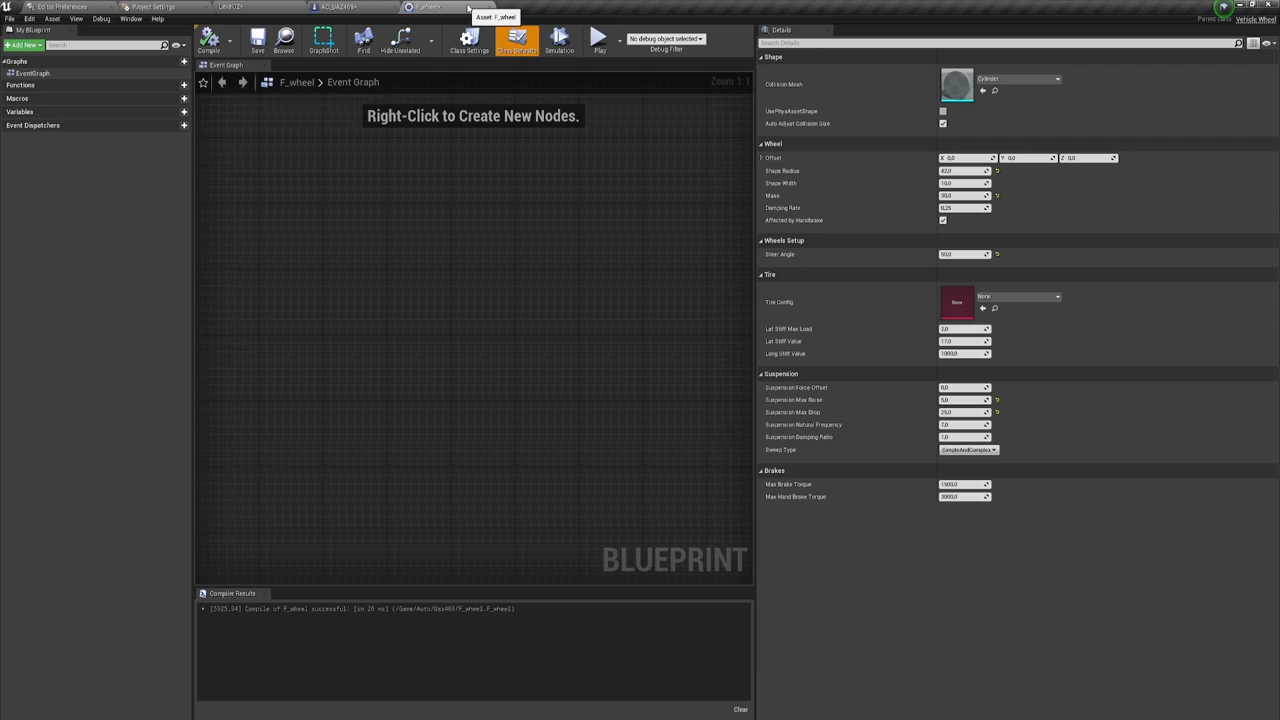 Editor Preferences
Project Settings
Level02*
AC_UAZ469*
F_wheel*
Asset: F_wheel
Parent class: Vehicle Wheel
File
Edit
Asset
View
Debug
Window
Help
My Blueprint
+Add New
Search
Graphs
EventGraph
Functions
Macros
Variables
Event Dispatchers
Compile
Save
Browse
GraphShot
Find
Hide Unrelated
Class Settings
Class Defaults
Simulation
Play
No debug object selected
Debug Filter
Event Graph
F_wheel > Event Graph
Zoom 1:1
Right-Click to Create New Nodes.
BLUEPRINT
Compiler Results
[5925.94] Compile of F_wheel successful! [in 26 ms] (/Game/Auto/Uaz469/F_wheel.F_wheel)
Clear
Details
Search Details
Shape
Collision Mesh
Cylinder
UsePhysAssetShape
Auto Adjust Collision Size
Wheel
Offset X 0,0 Y 0,0 Z 0,0
Shape Radius 42,0
Shape Width 10,0
Mass 30,0
Damping Rate 0,25
Affected by Handbrake
Wheels Setup
Steer Angle 50,0
Tire
Tire Config
None
None
Lat Stiff Max Load 2,0
Lat Stiff Value 17,0
Long Stiff Value 1000,0
Suspension
Suspension Force Offset 0,0
Suspension Max Raise 5,0
Suspension Max Drop 25,0
Suspension Natural Frequency 7,0
Suspension Damping Ratio 1,0
Sweep Type SimpleAndComplex
Brakes
Max Brake Torque 1500,0
Max Hand Brake Torque 3000,0